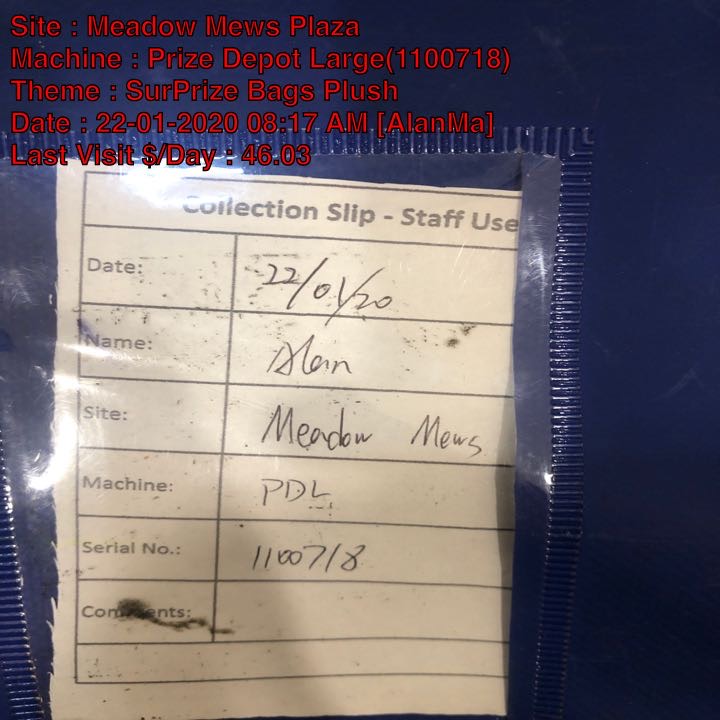 Site : Meadow Mews Plaza
Machine : Prize Depot Large(1100718)
Theme : SurPrize Bags Plush
Date : 22-01-2020 08:17 AM [AlanMa]
Last Visit $/Day : 46.03
Collection Slip - Staff Use
Date: 22/01/20
Name: Alan
Site: Meadow Mews
Machine: PDL
Serial No.: 1100718
Comments: